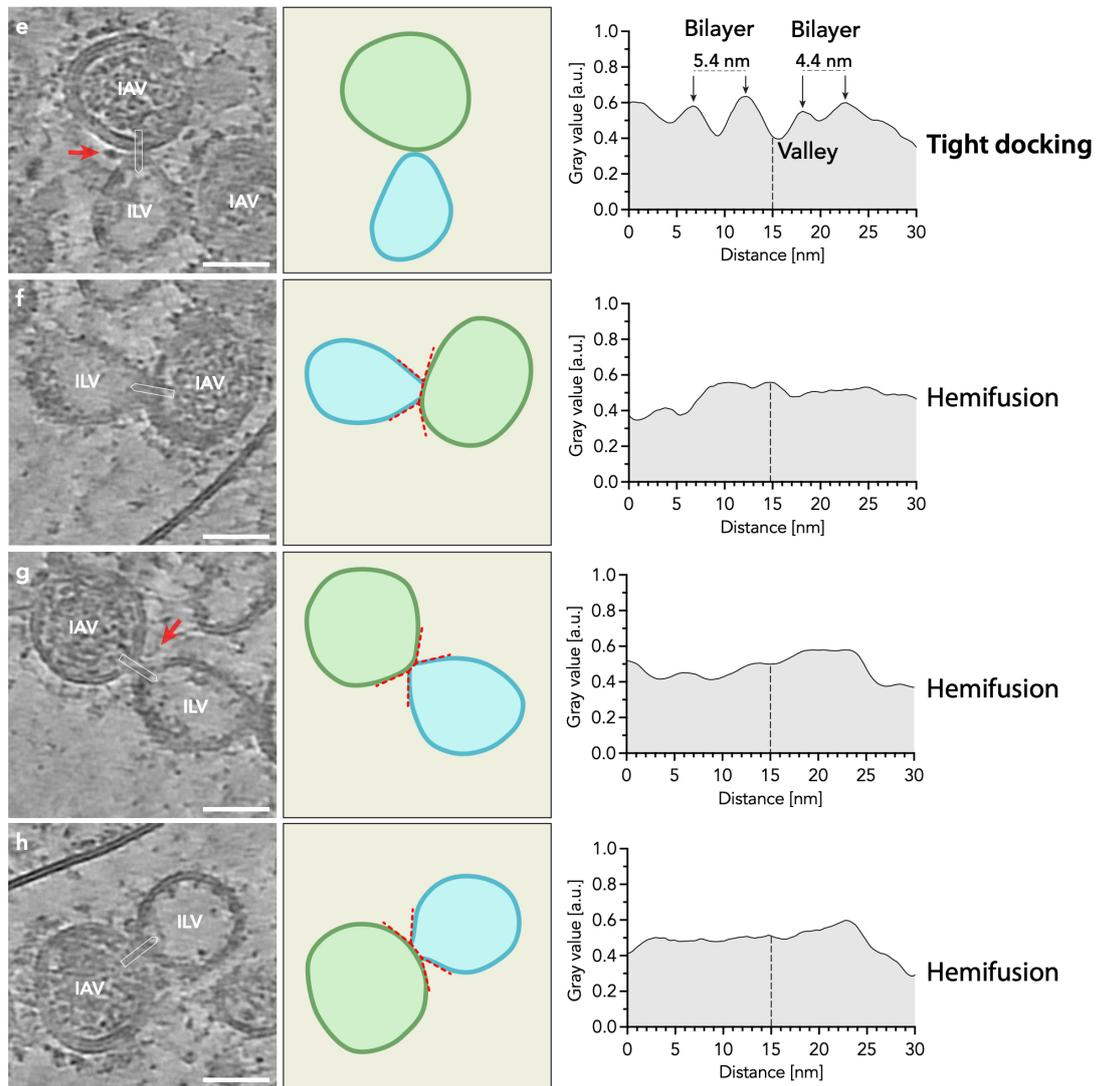 e
IAV
ILV
IAV
Bilayer
Bilayer
5.4 nm
4.4 nm
Valley
Gray value [a.u.]
1.0
0.8
0.6
0.4
0.2
0.0
0 5 10 15 20 25 30
Distance [nm]
Tight docking
f
ILV
IAV
Gray value [a.u.]
1.0
0.8
0.6
0.4
0.2
0.0
0 5 10 15 20 25 30
Distance [nm]
Hemifusion
g
IAV
ILV
Gray value [a.u.]
1.0
0.8
0.6
0.4
0.2
0.0
0 5 10 15 20 25 30
Distance [nm]
Hemifusion
h
ILV
IAV
Gray value [a.u.]
1.0
0.8
0.6
0.4
0.2
0.0
0 5 10 15 20 25 30
Distance [nm]
Hemifusion